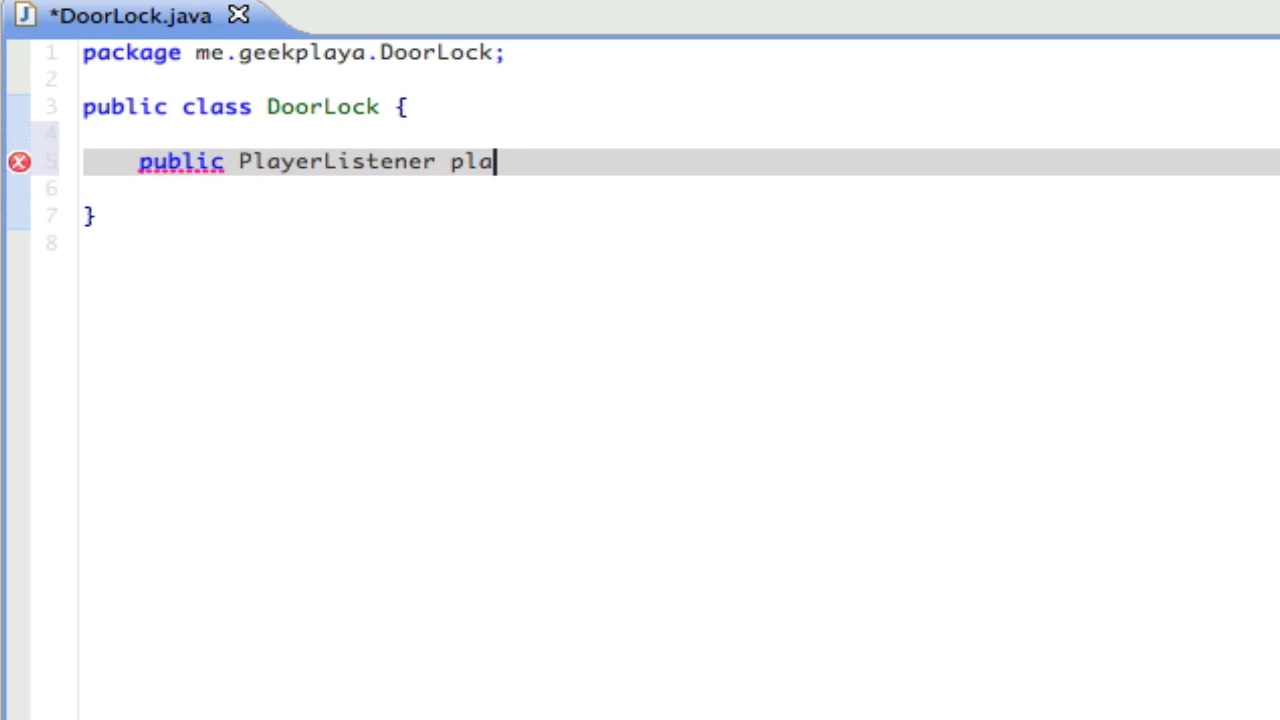 *DoorLock.java
1 package me.geekplaya.DoorLock;
2
3 public class DoorLock {
4
5 public PlayerListener pla
6
7 }
8